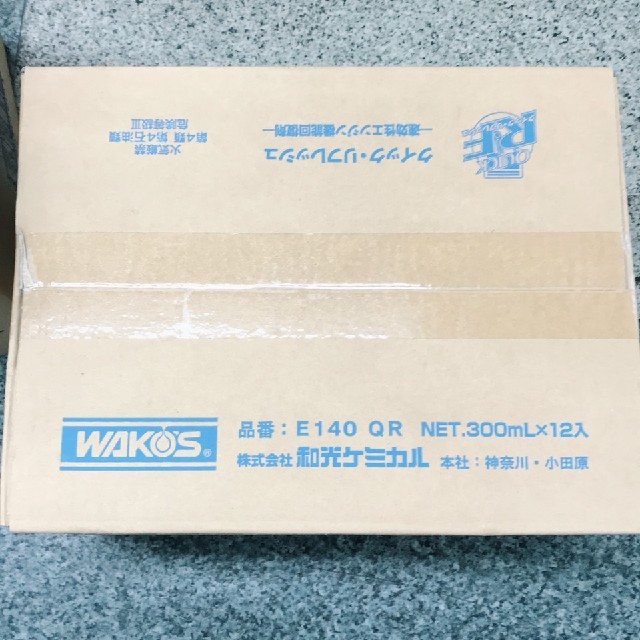 クイック・リフレッシュ
―速効性エンジン機能回復剤―
火気厳禁
第4類 第4石油類
危険等級Ⅲ
WAKO'S®
品番：E140 QR NET.300mL×12入
株式会社 和光ケミカル 本社：神奈川・小田原